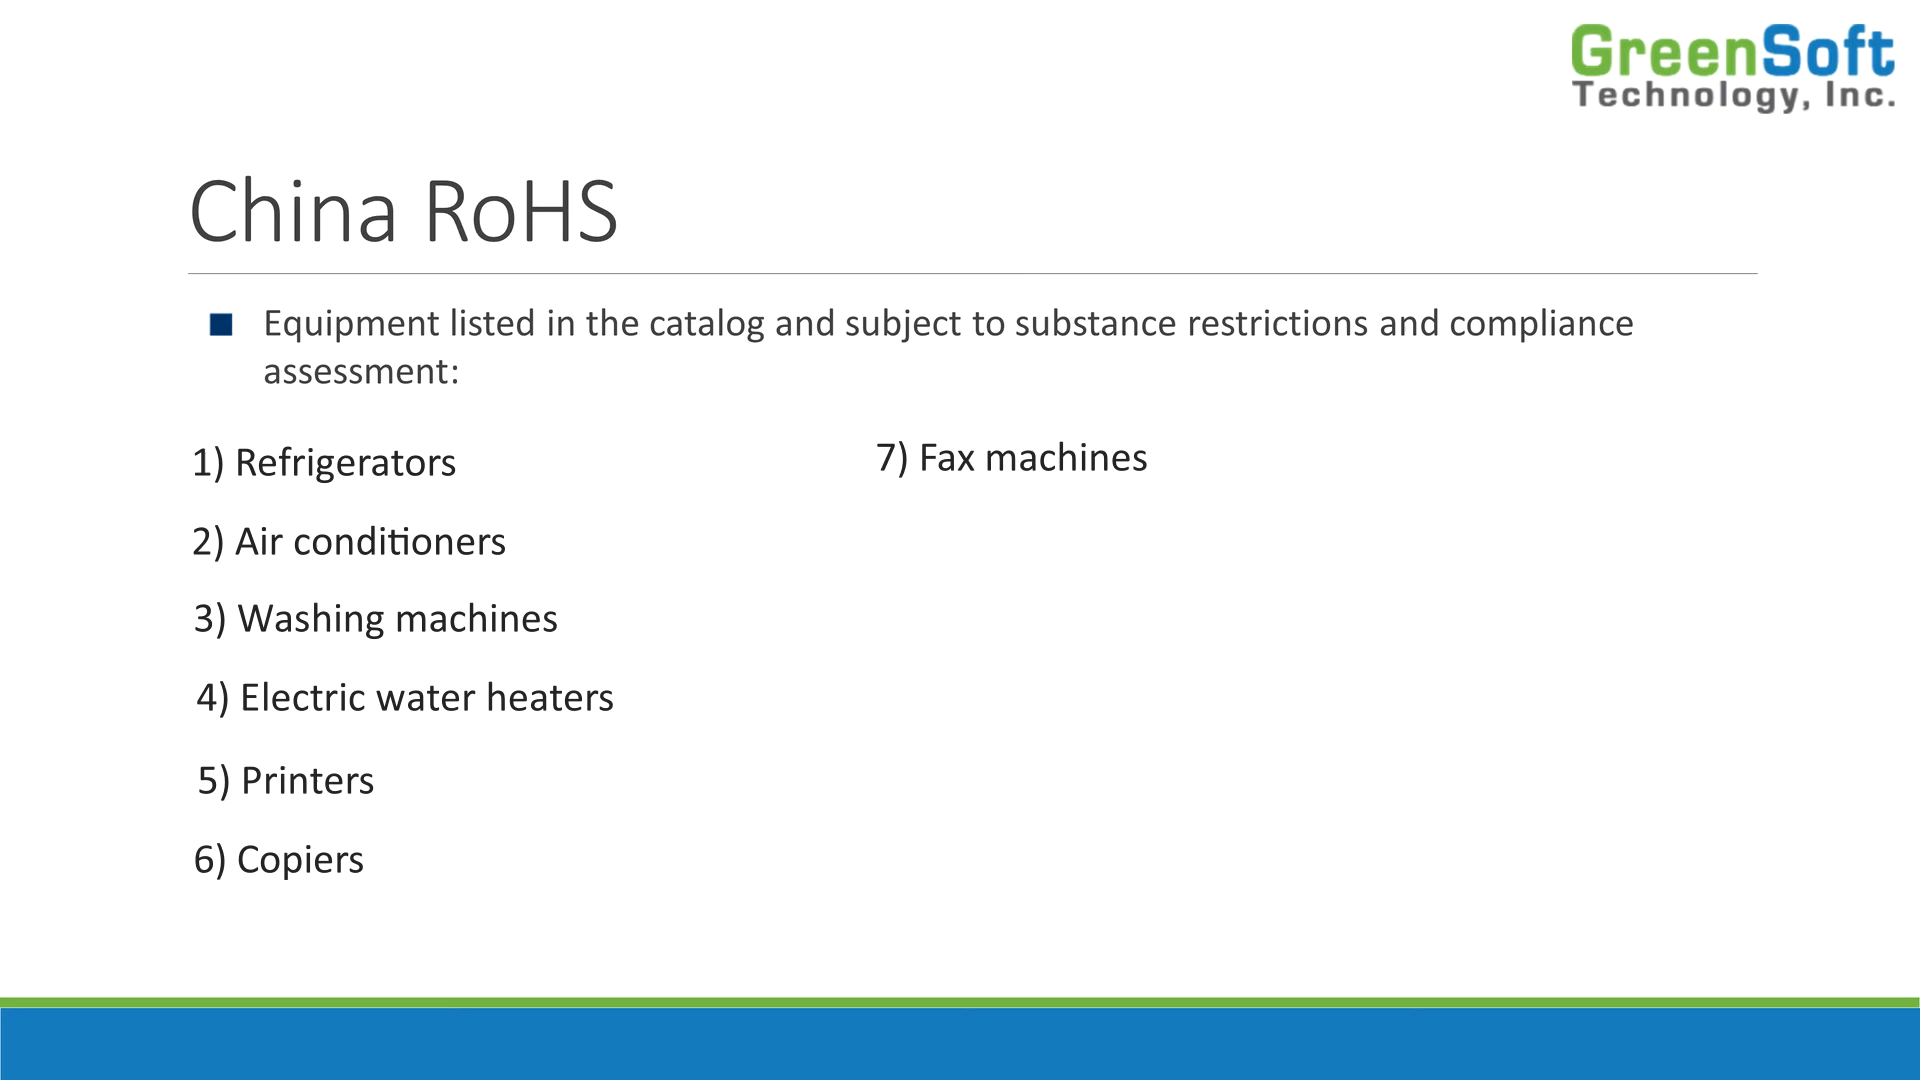 GreenSoft
Technology, Inc.
China RoHS
Equipment listed in the catalog and subject to substance restrictions and compliance
assessment:
1) Refrigerators
2) Air conditioners
3) Washing machines
4) Electric water heaters
5) Printers
6) Copiers
7) Fax machines